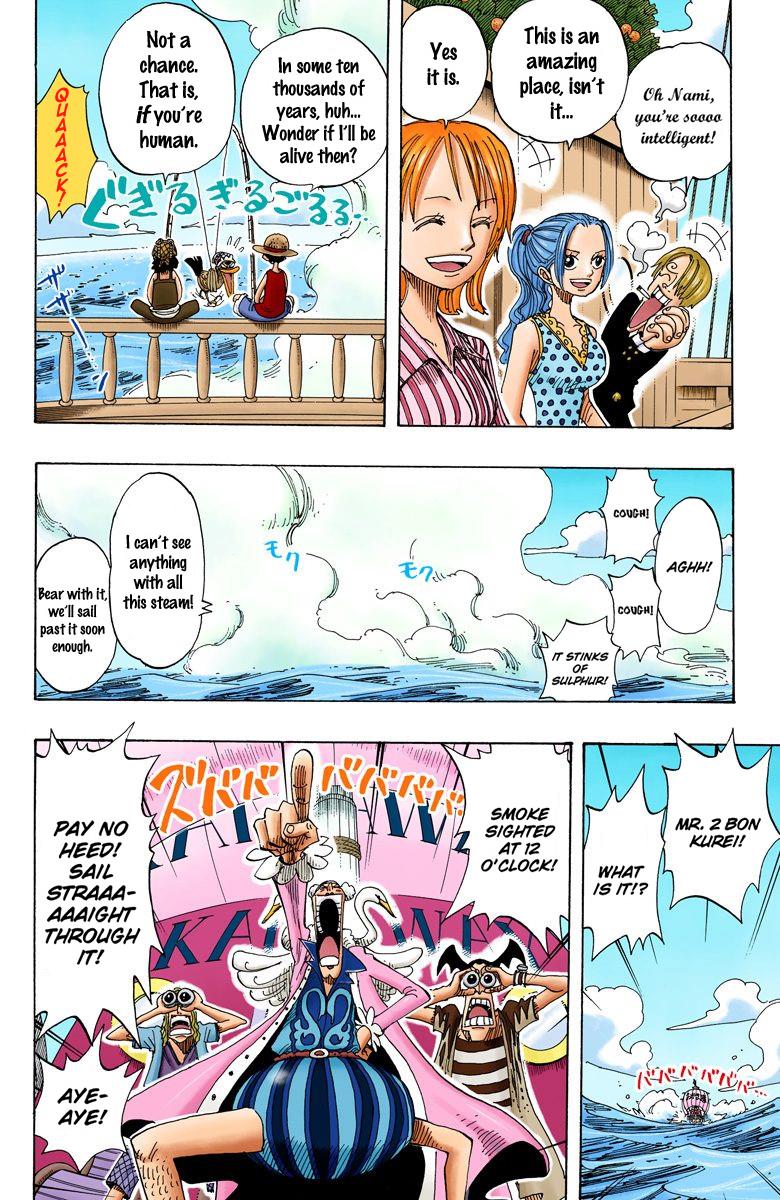 Oh Nami,
you're soooo
intelligent!
This is an
amazing
place, isn't
it...
Yes
it is.
In some ten
thousands of
years, huh...
Wonder if I'll be
alive then?
Not a
chance.
That is,
if you're
human.
QUAAACK!
ぐぎるぎるごるる…
ザザァン
COUGH!
AGHH!
COUGH!
IT STINKS
OF
SULPHUR!
モク
モク
I can't see
anything
with all
this steam!
Bear with it,
we'll sail
past it soon
enough.
MR. 2 BON
KUREI!
WHAT
IS IT!?
ババババババ…
SMOKE
SIGHTED
AT 12
O'CLOCK!
ズバババババババ
PAY NO
HEED!
SAIL
STRAAA-
AAAIGHT
THROUGH
IT!
AYE-
AYE!